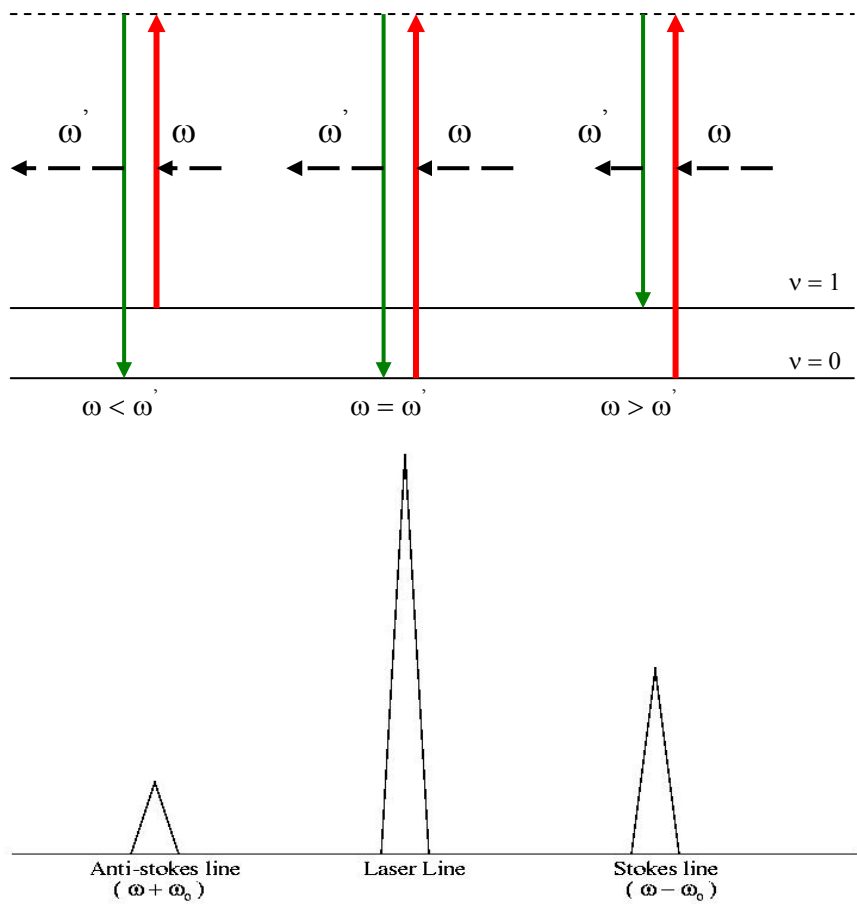 ω’ ω ω’ ω ω’ ω
ν = 1
ν = 0
ω < ω’ ω = ω’ ω > ω’
Anti-stokes line Laser Line Stokes line
( ω + ω₀ ) ( ω − ω₀ )